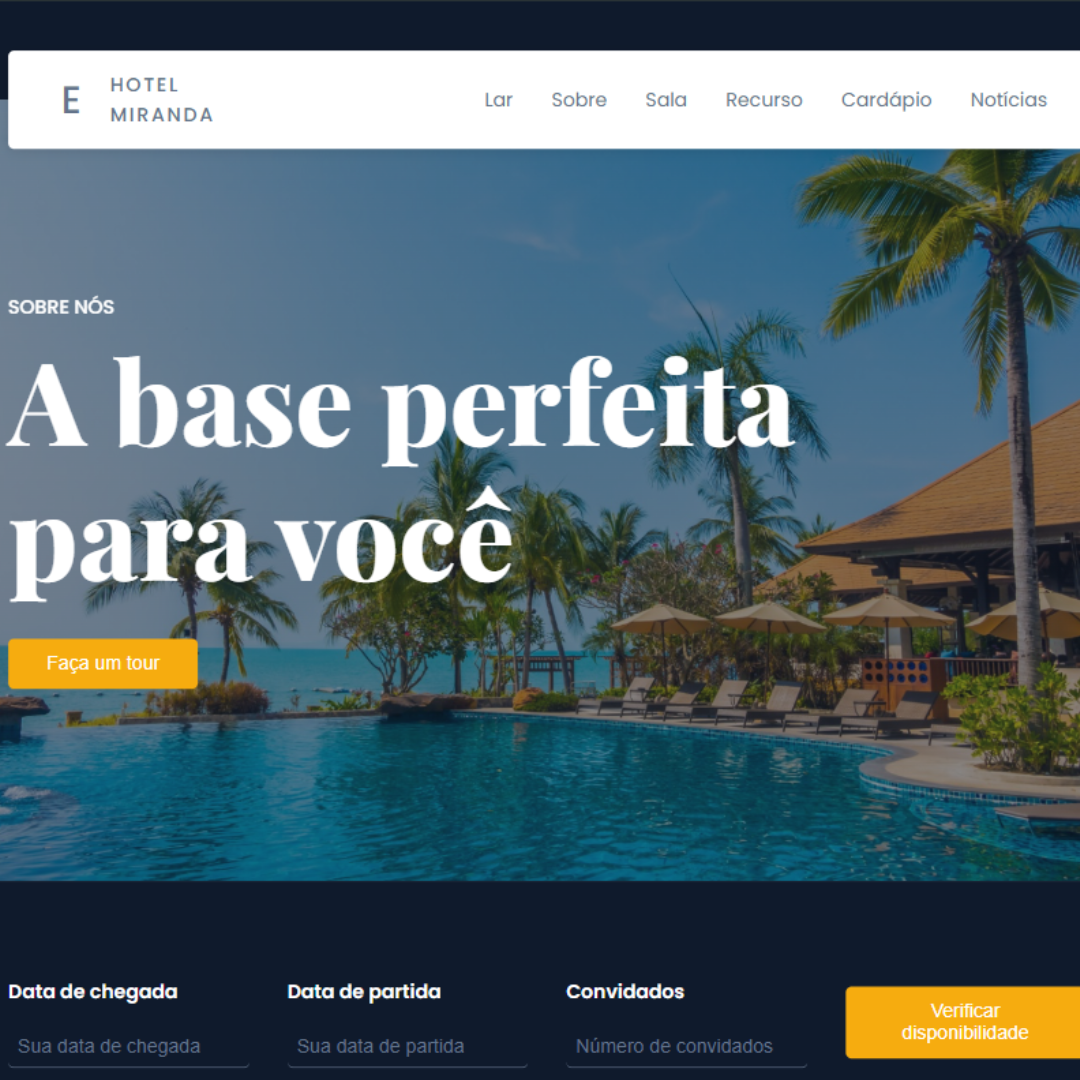 E
HOTEL
MIRANDA
Lar Sobre Sala Recurso Cardápio Notícias
SOBRE NÓS
A base perfeita
para você
Faça um tour
Data de chegada Data de partida Convidados
Verificar
disponibilidade
Sua data de chegada Sua data de partida Número de convidados